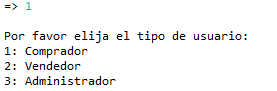 => 1
Por favor elija el tipo de usuario:
1: Comprador
2: Vendedor
3: Administrador